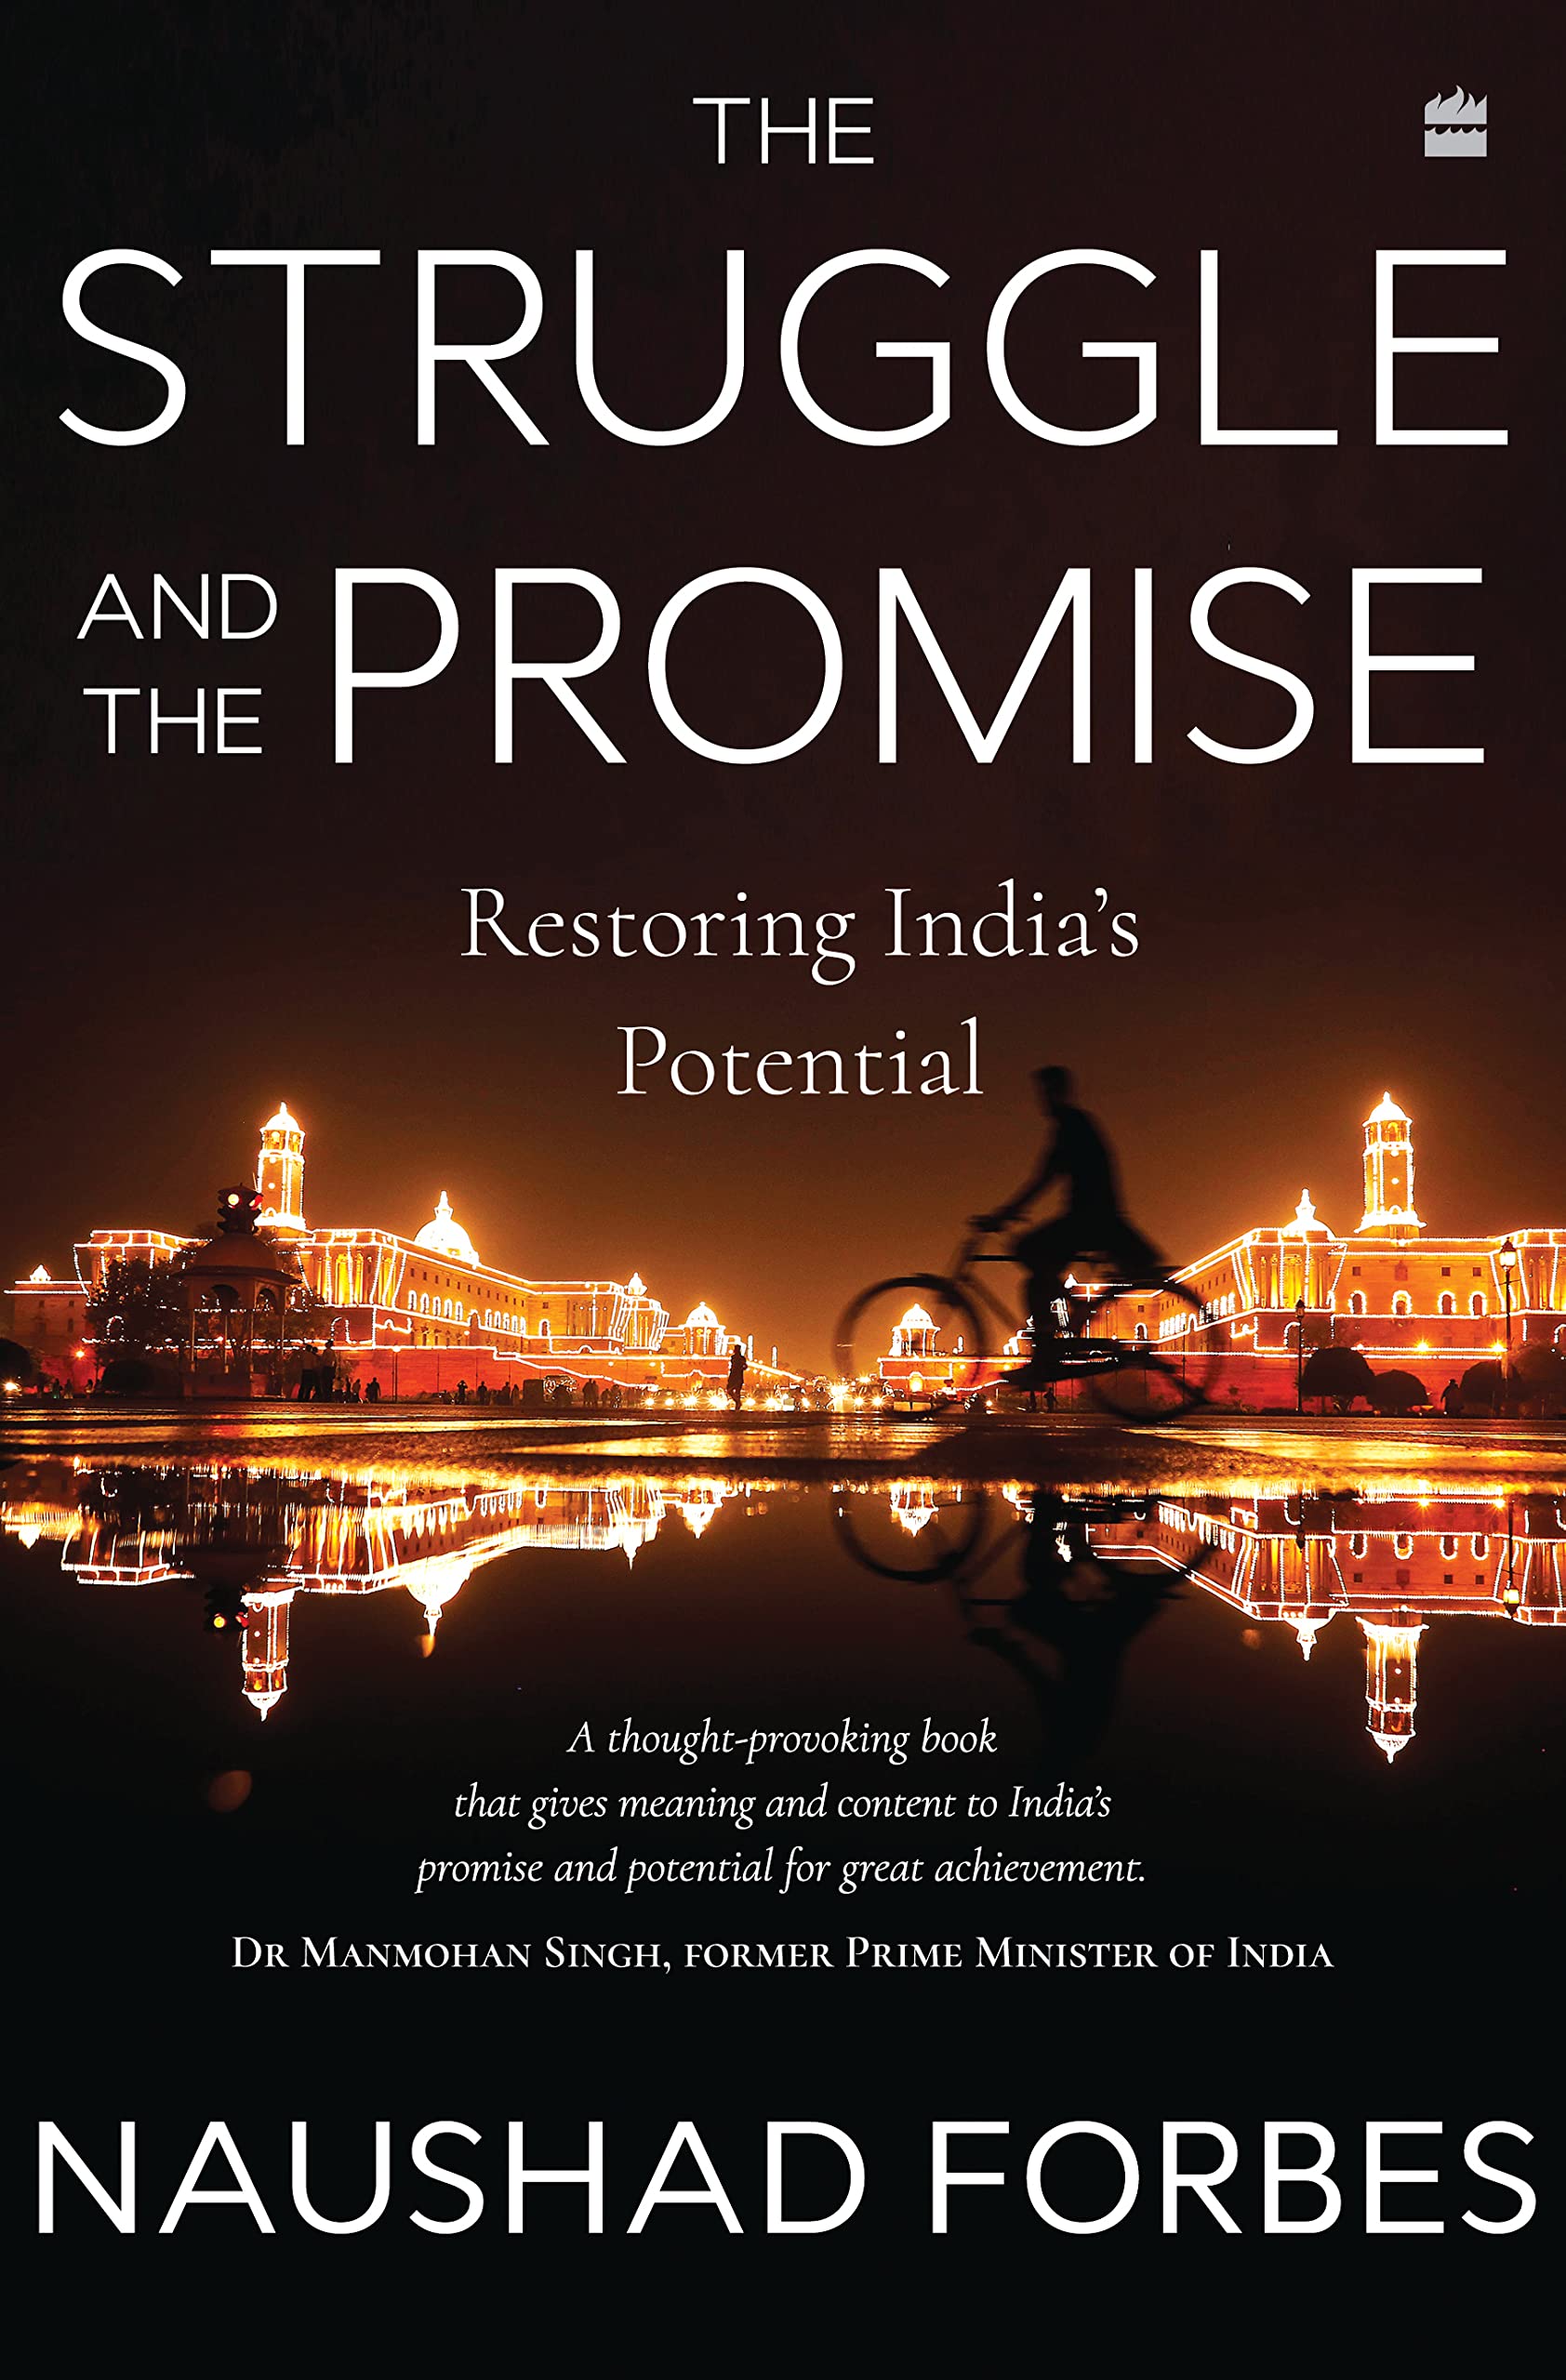 THE
STRUGGLE
AND
THE
PROMISE
Restoring India’s
Potential
A thought-provoking book
that gives meaning and content to India’s
promise and potential for great achievement.
DR MANMOHAN SINGH, FORMER PRIME MINISTER OF INDIA
NAUSHAD FORBES